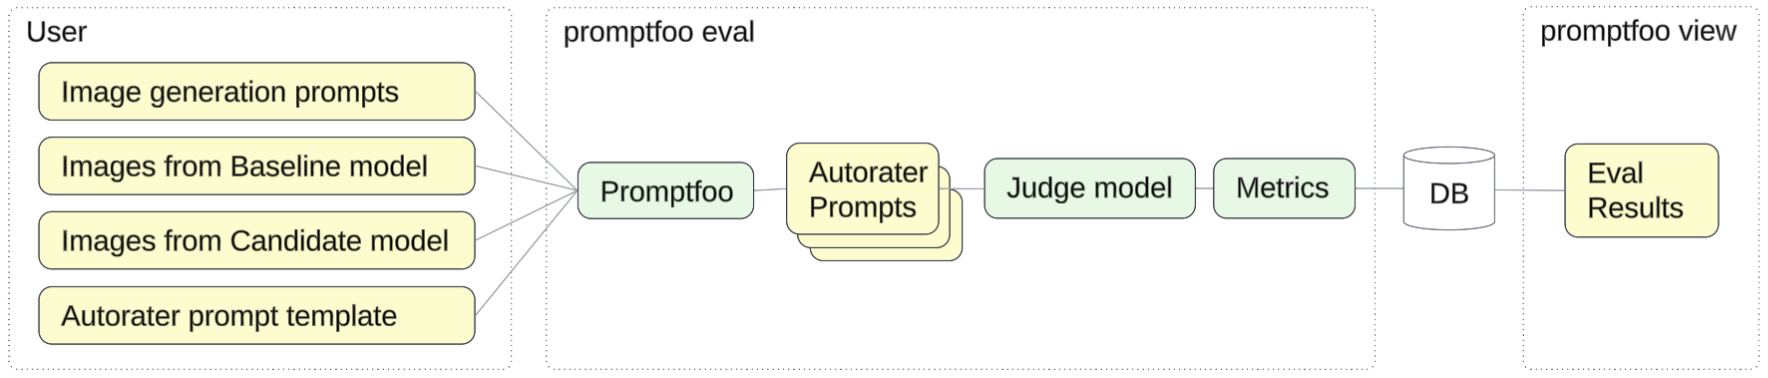 User
Image generation prompts
Images from Baseline model
Images from Candidate model
Autorater prompt template
promptfoo eval
Promptfoo
Autorater
Prompts
Judge model
Metrics
DB
promptfoo view
Eval
Results